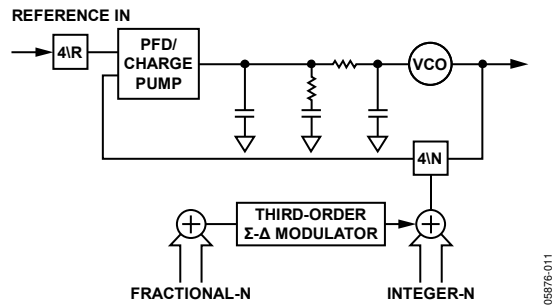 REFERENCE IN
4\R
PFD/
CHARGE
PUMP
VCO
4\N
THIRD-ORDER
Σ-Δ MODULATOR
FRACTIONAL-N
INTEGER-N
05876-011